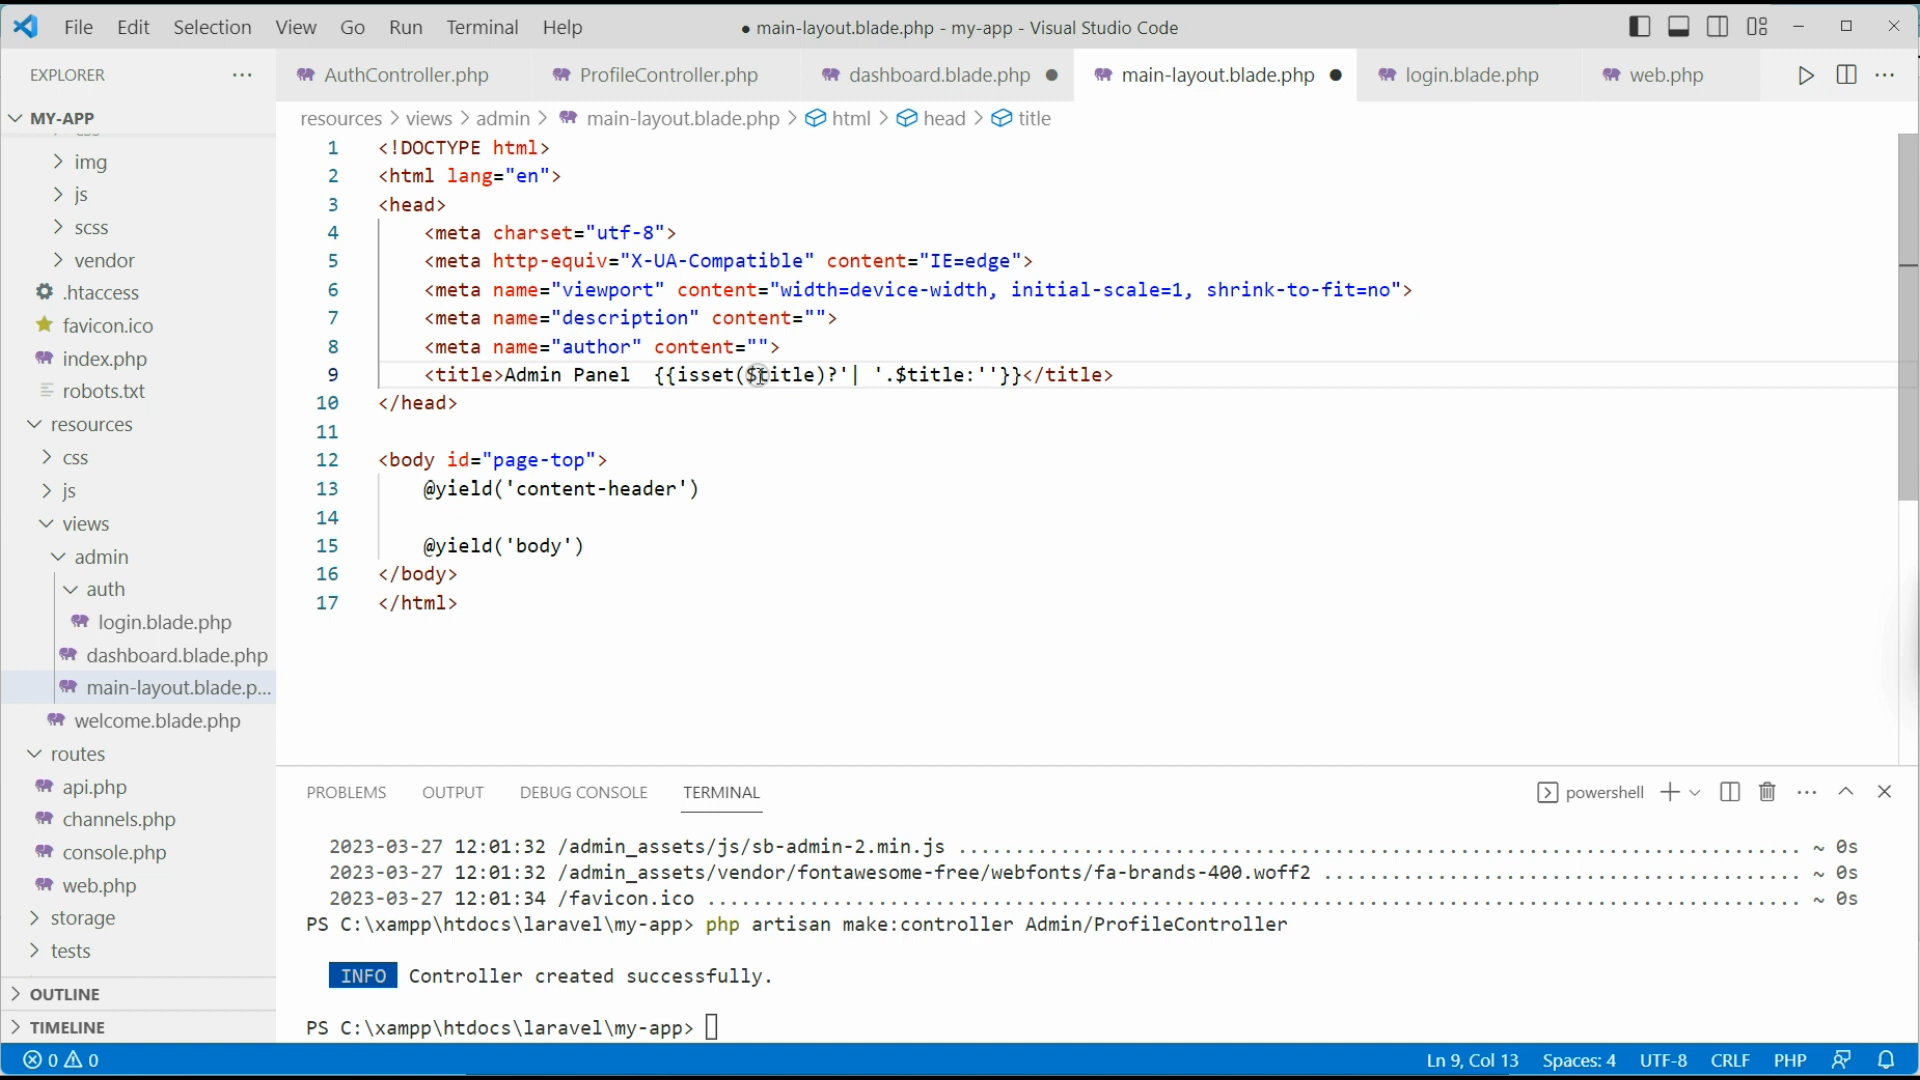 File Edit Selection View Go Run Terminal Help
● main-layout.blade.php - my-app - Visual Studio Code
EXPLORER
AuthController.php
ProfileController.php
dashboard.blade.php
main-layout.blade.php
login.blade.php
web.php
MY-APP
resources > views > admin > main-layout.blade.php > html > head > title
img
js
scss
vendor
.htaccess
favicon.ico
index.php
robots.txt
resources
css
js
views
admin
auth
login.blade.php
dashboard.blade.php
main-layout.blade.p...
welcome.blade.php
routes
api.php
channels.php
console.php
web.php
storage
tests
OUTLINE
TIMELINE
1 <!DOCTYPE html>
2 <html lang="en">
3 <head>
4 <meta charset="utf-8">
5 <meta http-equiv="X-UA-Compatible" content="IE=edge">
6 <meta name="viewport" content="width=device-width, initial-scale=1, shrink-to-fit=no">
7 <meta name="description" content="">
8 <meta name="author" content="">
9 <title>Admin Panel  {{isset($title)?'| '.$title:''}}</title>
10 </head>
11
12 <body id="page-top">
13 @yield('content-header')
14
15 @yield('body')
16 </body>
17 </html>
PROBLEMS OUTPUT DEBUG CONSOLE TERMINAL
powershell
2023-03-27 12:01:32 /admin_assets/js/sb-admin-2.min.js .......................................................................... ~ 0s
2023-03-27 12:01:32 /admin_assets/vendor/fontawesome-free/webfonts/fa-brands-400.woff2 .......................................... ~ 0s
2023-03-27 12:01:34 /favicon.ico ................................................................................................ ~ 0s
PS C:\xampp\htdocs\laravel\my-app> php artisan make:controller Admin/ProfileController
INFO Controller created successfully.
PS C:\xampp\htdocs\laravel\my-app>
0 0
Ln 9, Col 13 Spaces: 4 UTF-8 CRLF PHP